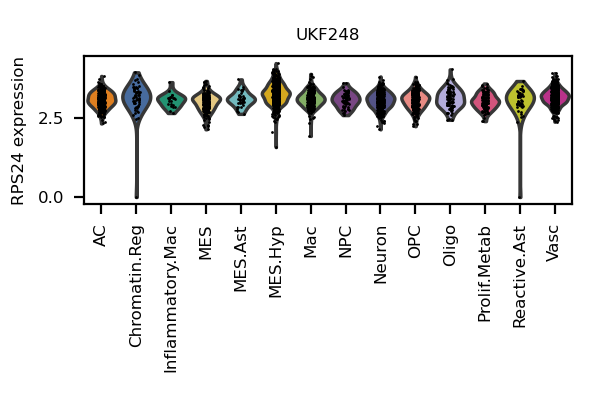 UKF248
RPS24 expression
2.5
0.0
AC
Chromatin.Reg
Inflammatory.Mac
MES
MES.Ast
MES.Hyp
Mac
NPC
Neuron
OPC
Oligo
Prolif.Metab
Reactive.Ast
Vasc